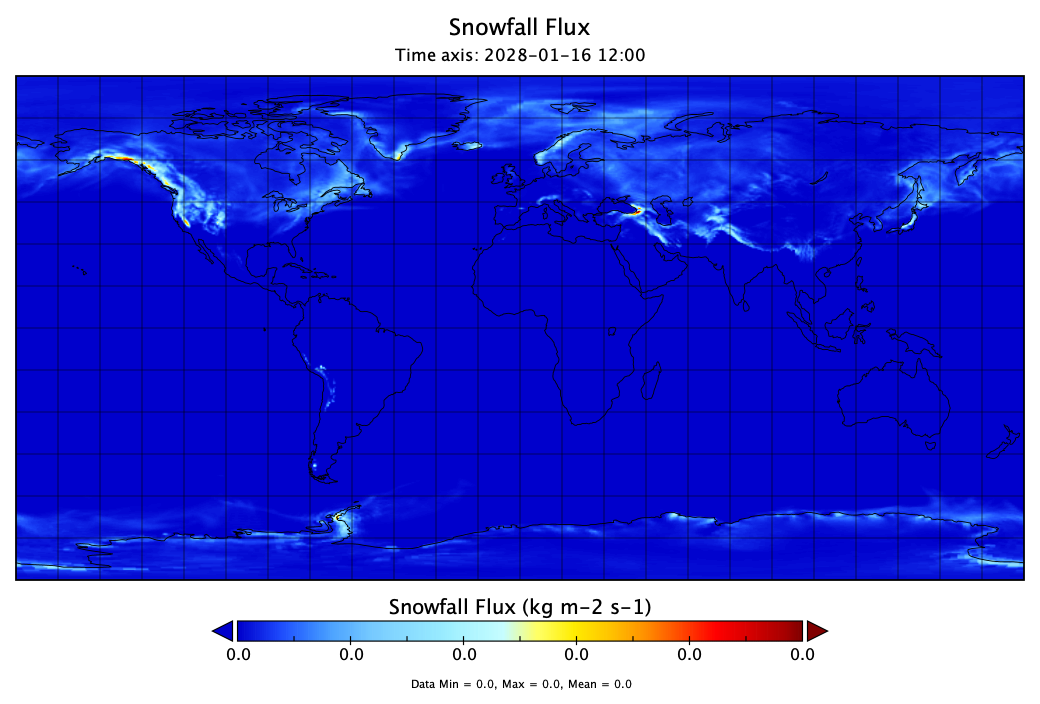 Snowfall Flux
Time axis: 2028-01-16 12:00
Snowfall Flux (kg m-2 s-1)
0.0 0.0 0.0 0.0 0.0 0.0
Data Min = 0.0, Max = 0.0, Mean = 0.0